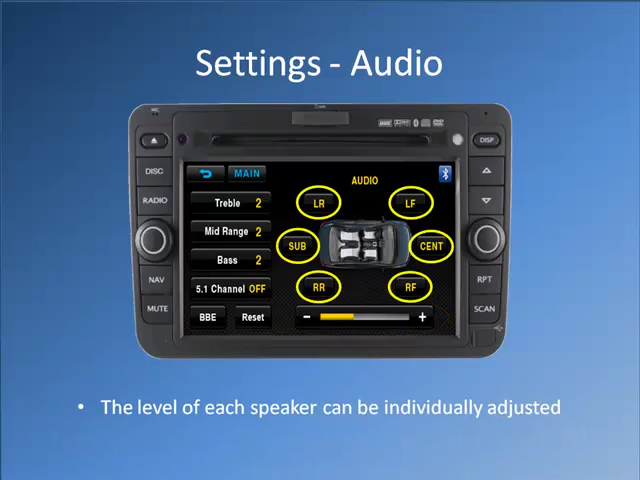 Settings - Audio
DISP
DISC
RADIO
NAV
MUTE
RPT
SCAN
MAIN
AUDIO
Treble 2
Mid Range 2
Bass 2
5.1 Channel OFF
BBE Reset
LR LF
SUB CENT
RR RF
- +
• The level of each speaker can be individually adjusted